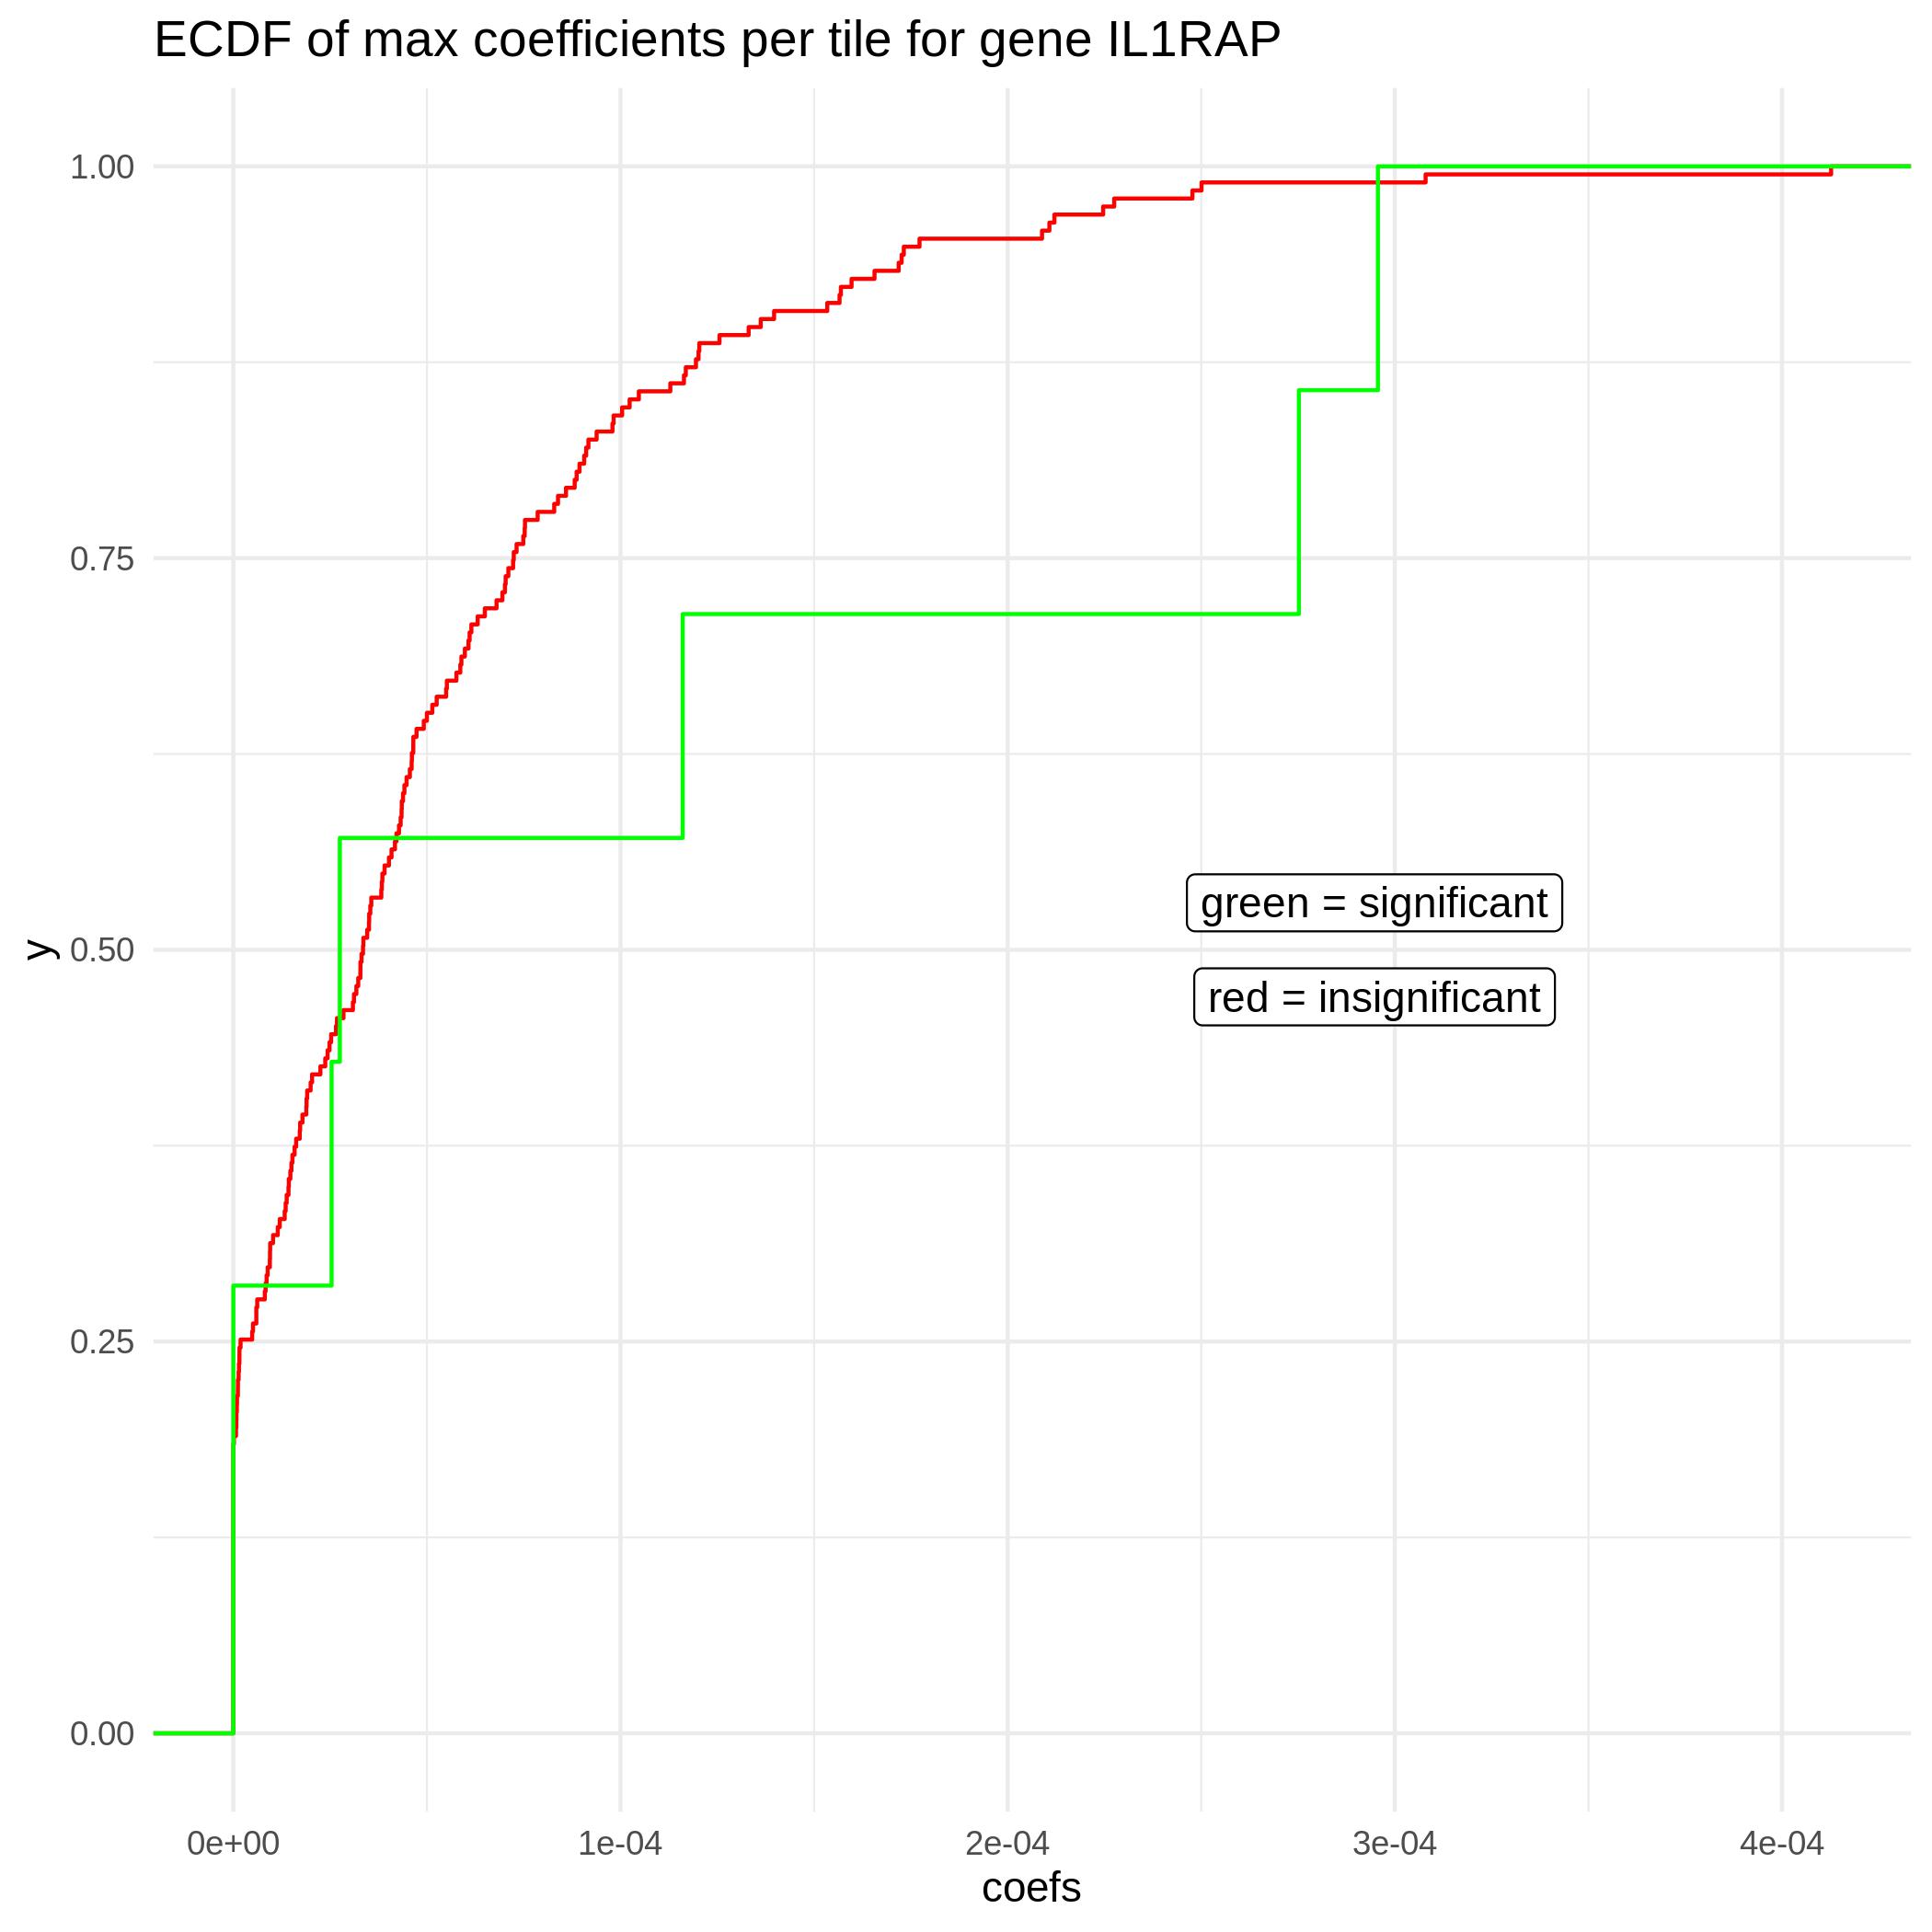 ECDF of max coefficients per tile for gene IL1RAP
1.00
0.75
0.50
0.25
0.00
y
green = significant
red = insignificant
0e+00 1e-04 2e-04 3e-04 4e-04
coefs